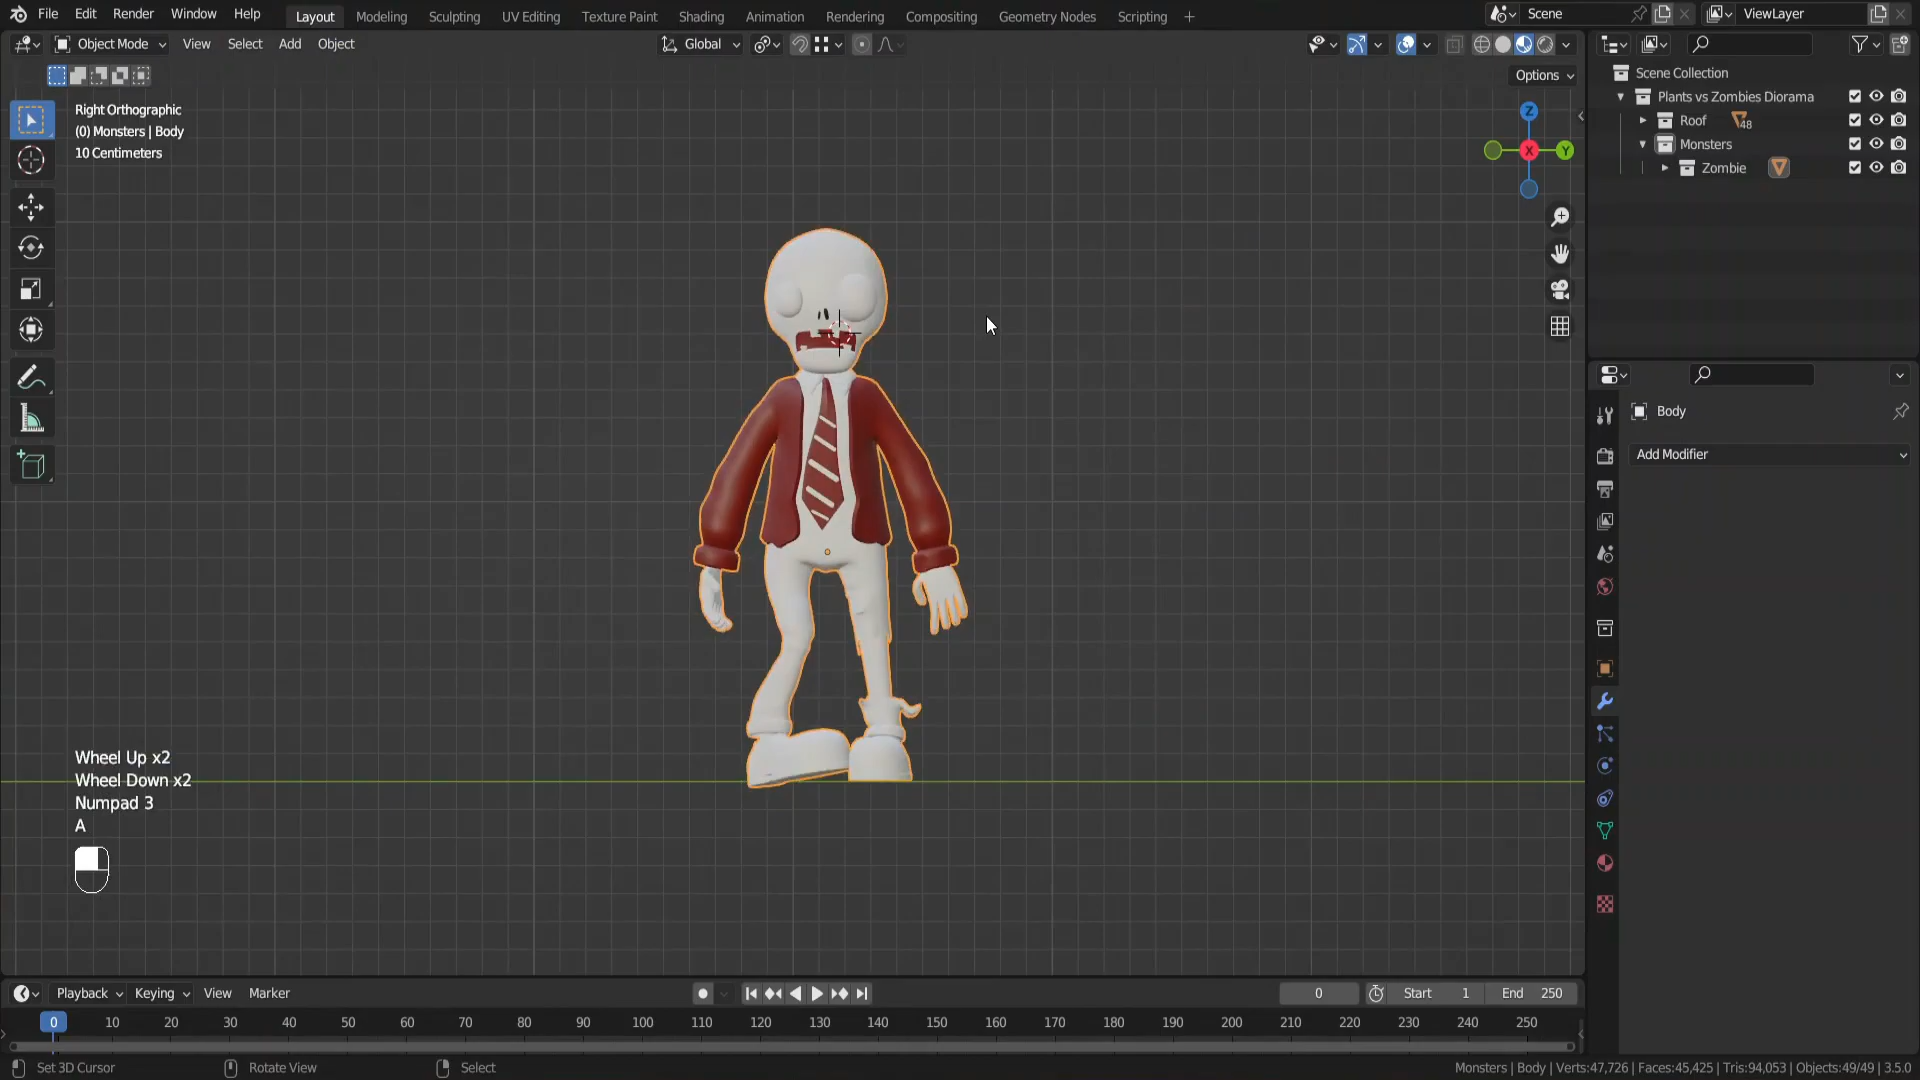 File Edit Render Window Help Layout Modeling Sculpting UV Editing Texture Paint Shading Animation Rendering Compositing Geometry Nodes Scripting + Scene ViewLayer
Object Mode View Select Add Object Global
Options
Right Orthographic
(0) Monsters | Body
10 Centimeters
Z
X
Y
Scene Collection
Plants vs Zombies Diorama
Roof 48
Monsters
Zombie
Body
Add Modifier
Wheel Up x2
Wheel Down x2
Numpad 3
A
Playback Keying View Marker 0 Start 1 End 250
0 10 20 30 40 50 60 70 80 90 100 110 120 130 140 150 160 170 180 190 200 210 220 230 240 250
Set 3D Cursor Rotate View Select Monsters | Body | Verts:47,726 | Faces:45,425 | Tris:94,053 | Objects:49/49 | 3.5.0